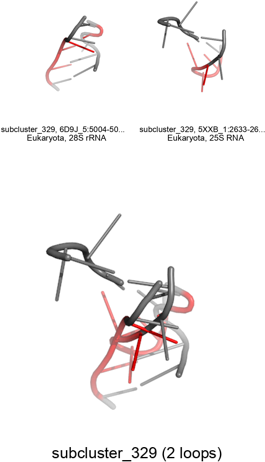 subcluster_329, 6D9J_5:5004-50...
Eukaryota, 28S rRNA
subcluster_329, 5XXB_1:2633-26...
Eukaryota, 25S RNA
subcluster_329 (2 loops)